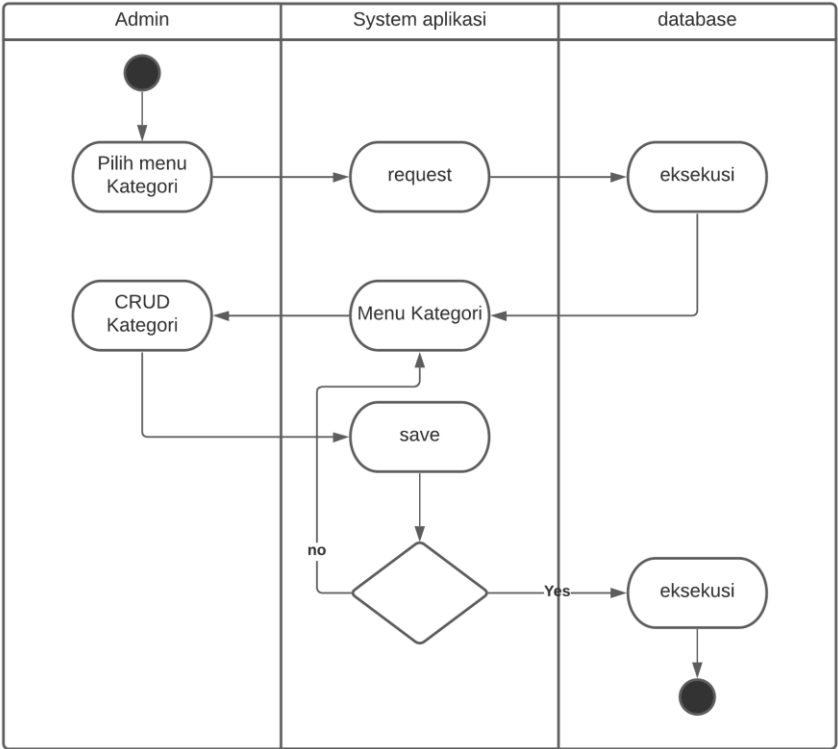 Admin
System aplikasi
database
Pilih menu
Kategori
request
eksekusi
CRUD
Kategori
Menu Kategori
save
no
Yes
eksekusi